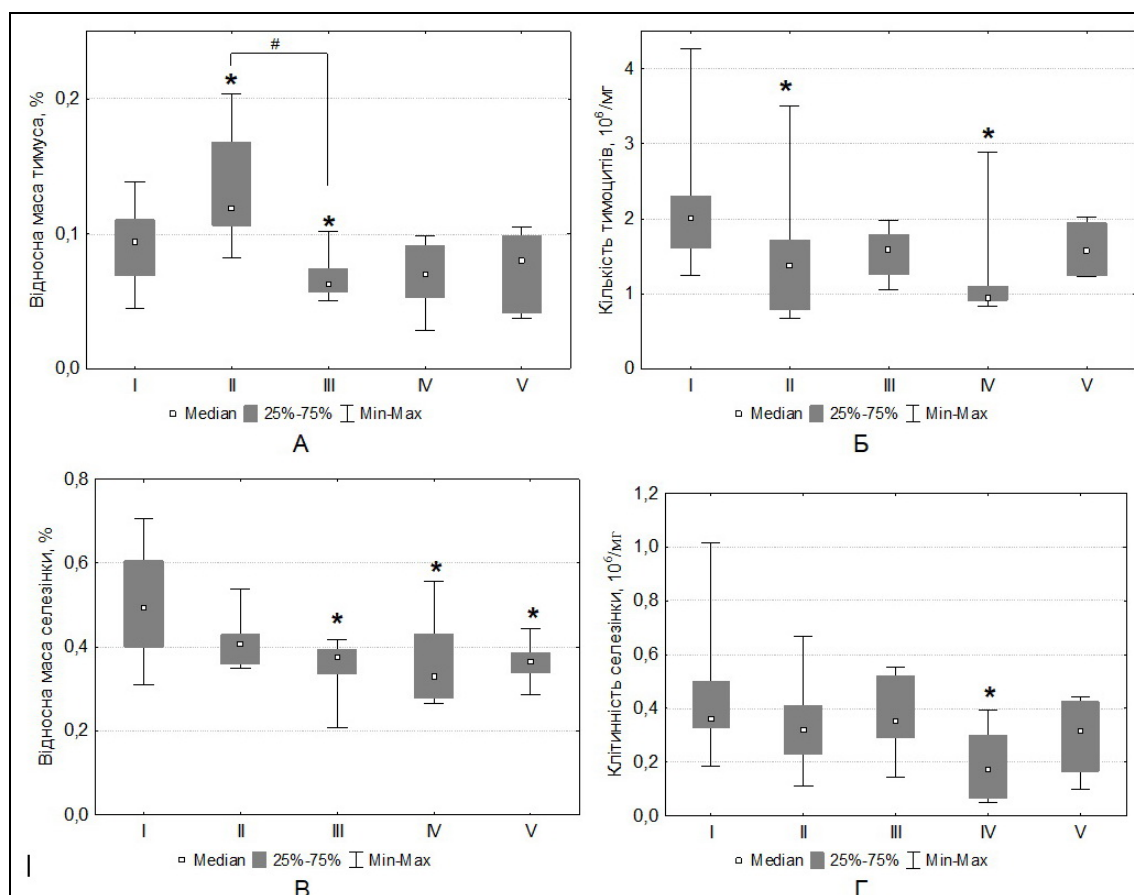 Відносна маса тимуса, %
0,2
0,1
0,0
#
*
*
I II III IV V
Median 25%-75% Min-Max
А
Кількість тимоцитів, 10⁶/мг
4
3
2
1
0
*
*
I II III IV V
Median 25%-75% Min-Max
Б
Відносна маса селезінки, %
0,8
0,6
0,4
0,2
0,0
*
*
*
I II III IV V
Median 25%-75% Min-Max
В
Клітинність селезінки, 10⁶/мг
1,2
1,0
0,8
0,6
0,4
0,2
0,0
*
I II III IV V
Median 25%-75% Min-Max
Г